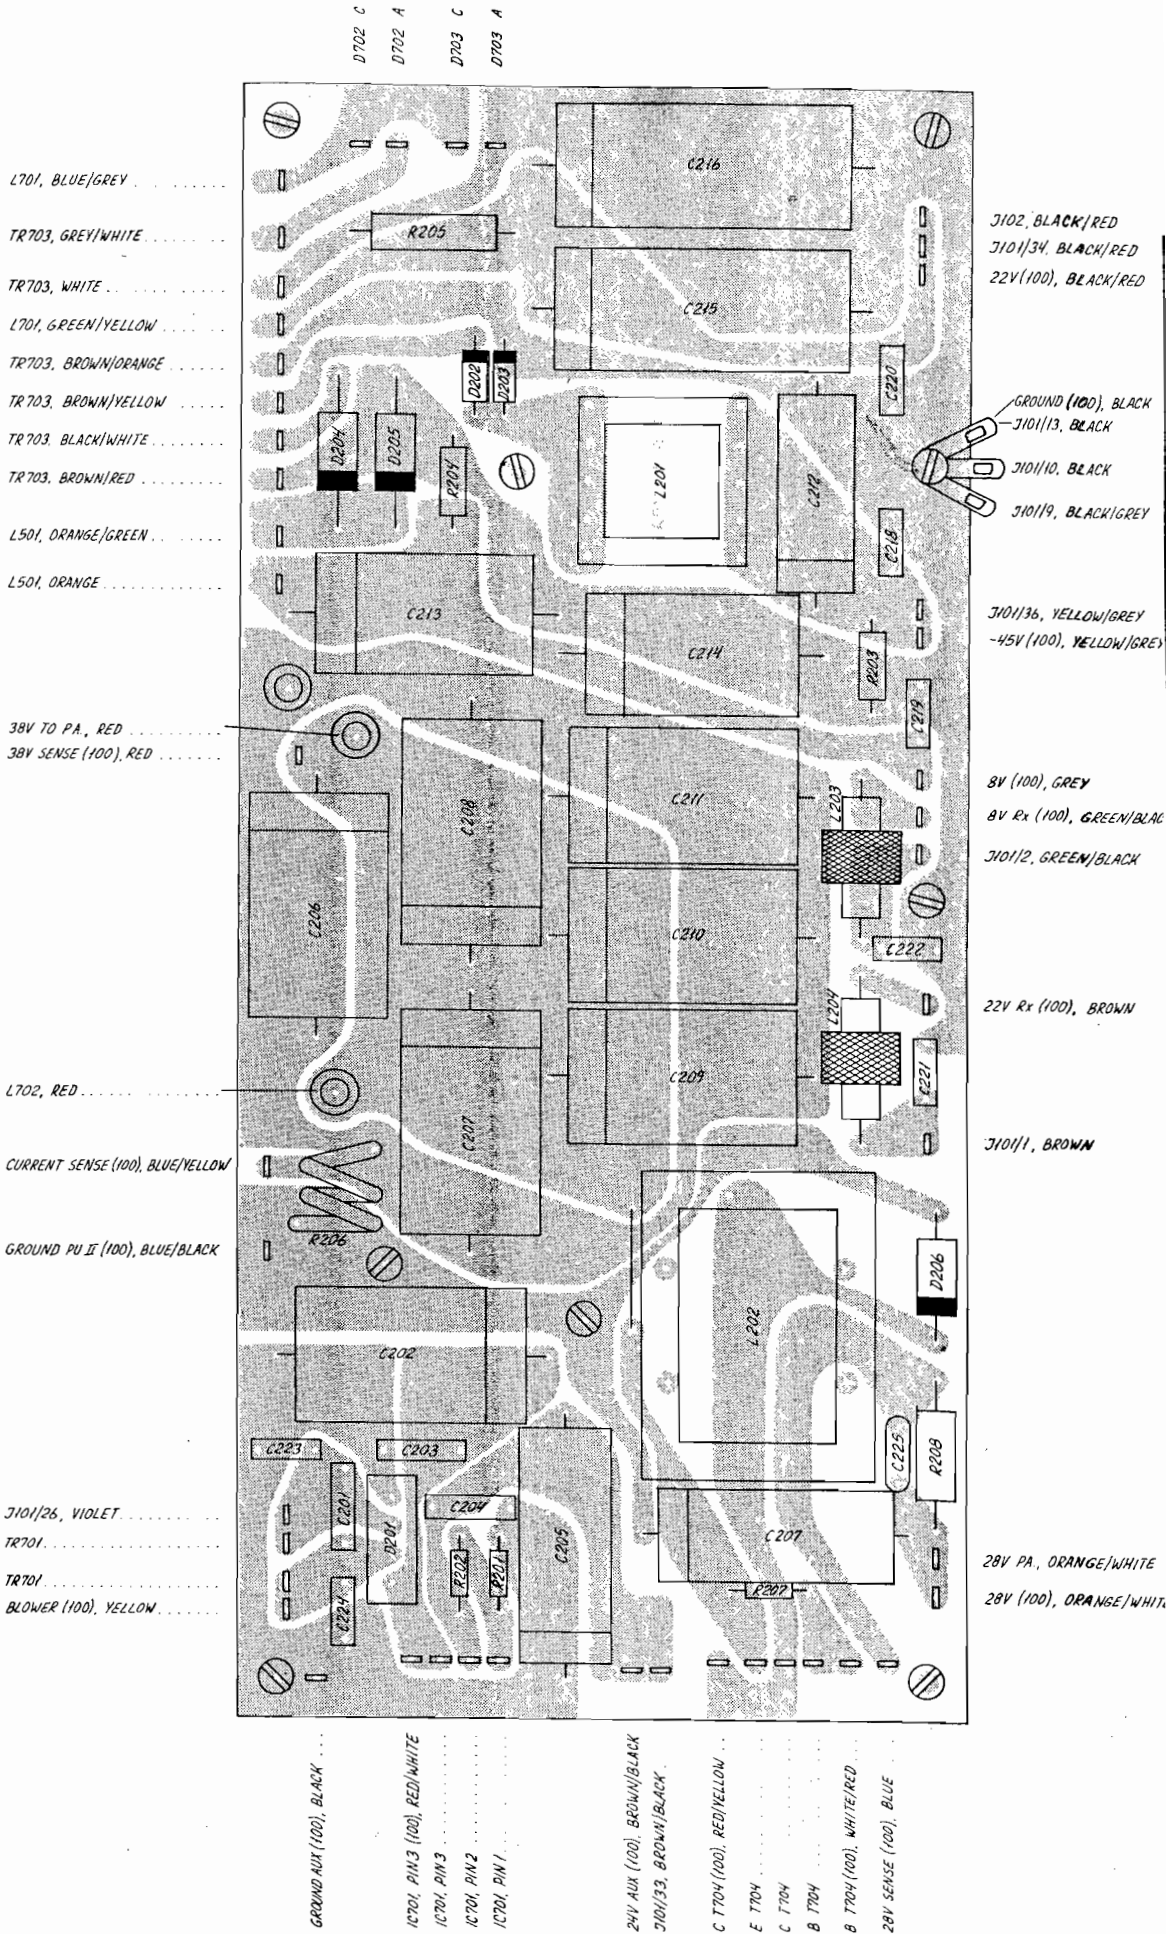 D702 C
D702 A
D703 C
D703 A
L701, BLUE/GREY
TR703, GREY/WHITE
TR703, WHITE
L701, GREEN/YELLOW
TR703, BROWN/ORANGE
TR703, BROWN/YELLOW
TR703, BLACK/WHITE
TR703, BROWN/RED
L501, ORANGE/GREEN
L501, ORANGE
38V TO PA., RED
38V SENSE (100), RED
L702, RED
CURRENT SENSE (100), BLUE/YELLOW
GROUND PU II (100), BLUE/BLACK
J101/26, VIOLET
TR701
TR701
BLOWER (100), YELLOW
C216
R205
C215
D202
D203
C220
D204
D205
R204
L201
C212
C218
C213
C214
R203
C219
C208
C211
L203
C206
C210
C222
L204
C209
C221
C207
R206
D206
L202
C202
C223
C203
C225
R208
C201
D201
C204
C205
C207
R202
R201
R207
C224
J102, BLACK/RED
J101/34, BLACK/RED
22V (100), BLACK/RED
GROUND (100), BLACK
J101/13, BLACK
J101/10, BLACK
J101/9, BLACK/GREY
J101/36, YELLOW/GREY
-45V (100), YELLOW/GREY
8V (100), GREY
8V Rx (100), GREEN/BLAC
J101/2, GREEN/BLACK
22V Rx (100), BROWN
J101/1, BROWN
28V PA., ORANGE/WHITE
28V (100), ORANGE/WHITE
GROUND AUX (100), BLACK
IC701, PIN3 (100), RED/WHITE
IC701, PIN3
IC701, PIN2
IC701, PIN1
24V AUX (100), BROWN/BLACK
J101/33, BROWN/BLACK
C T704 (100), RED/YELLOW
E T704
C T704
B T704
B T704 (100), WHITE/RED
28V SENSE (100), BLUE